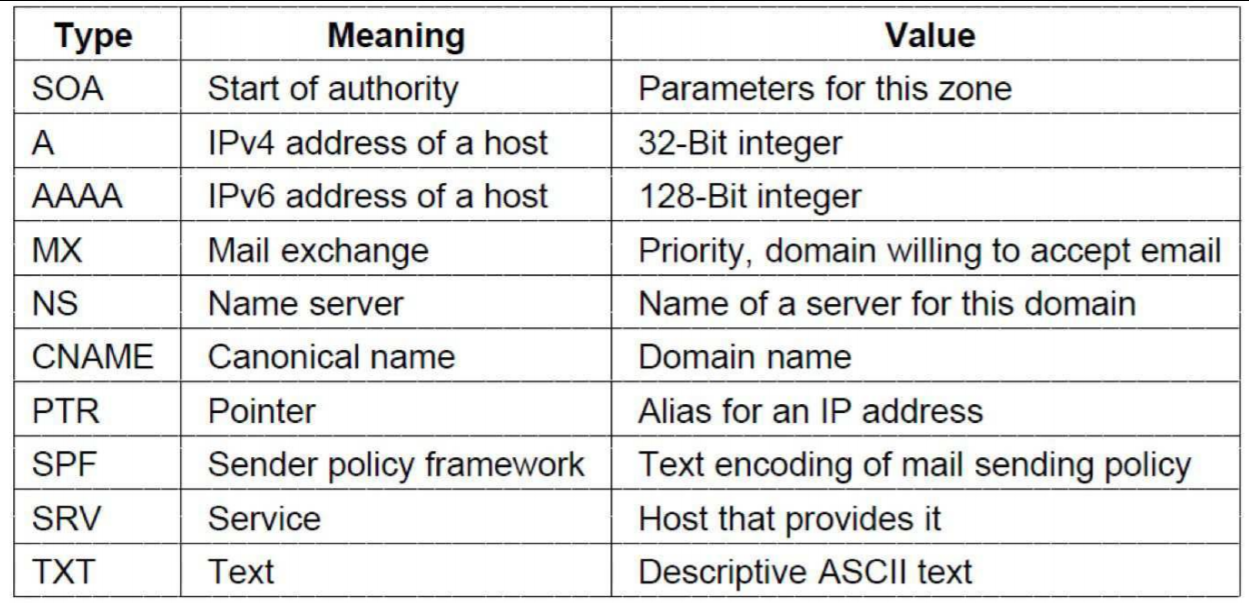 Type Meaning Value
SOA Start of authority Parameters for this zone
A IPv4 address of a host 32-Bit integer
AAAA IPv6 address of a host 128-Bit integer
MX Mail exchange Priority, domain willing to accept email
NS Name server Name of a server for this domain
CNAME Canonical name Domain name
PTR Pointer Alias for an IP address
SPF Sender policy framework Text encoding of mail sending policy
SRV Service Host that provides it
TXT Text Descriptive ASCII text